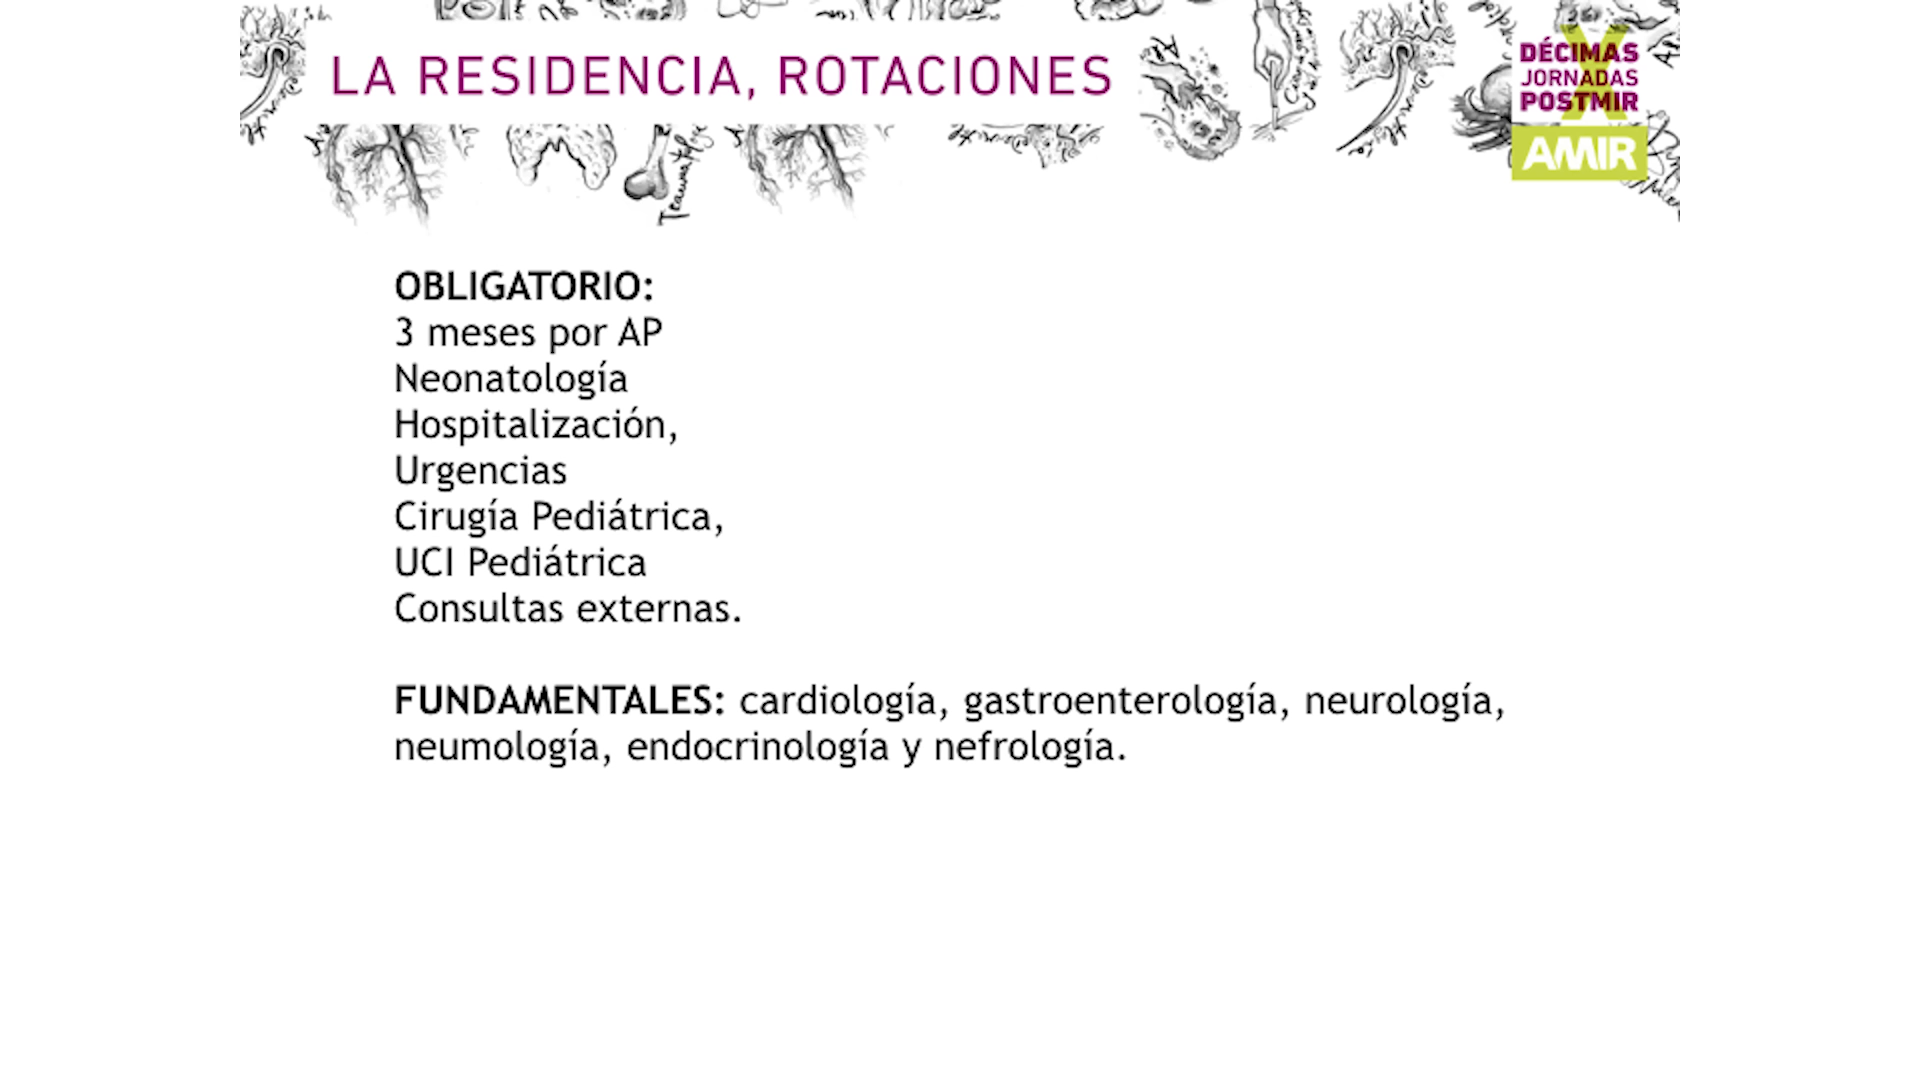 LA RESIDENCIA, ROTACIONES
DÉCIMAS
JORNADAS
POSTMIR
AMIR
OBLIGATORIO:
3 meses por AP
Neonatología
Hospitalización,
Urgencias
Cirugía Pediátrica,
UCI Pediátrica
Consultas externas.
FUNDAMENTALES: cardiología, gastroenterología, neurología,
neumología, endocrinología y nefrología.